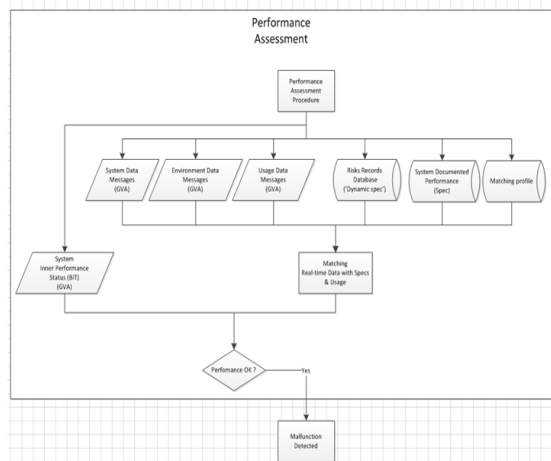 Performance
Assessment
Performance
Assessment
Procedure
System Data
Messages
(GVA)
Environment Data
Messages
(GVA)
Usage Data
Messages
(GVA)
Risks Records
Database
('Dynamic spec')
System Documented
Performance
(Spec)
Matching profile
System
Inner Performance
Status (BIT)
(GVA)
Matching
Real-time Data with Specs
& Usage
Perfomance OK ?
Yes
Malfunction
Detected